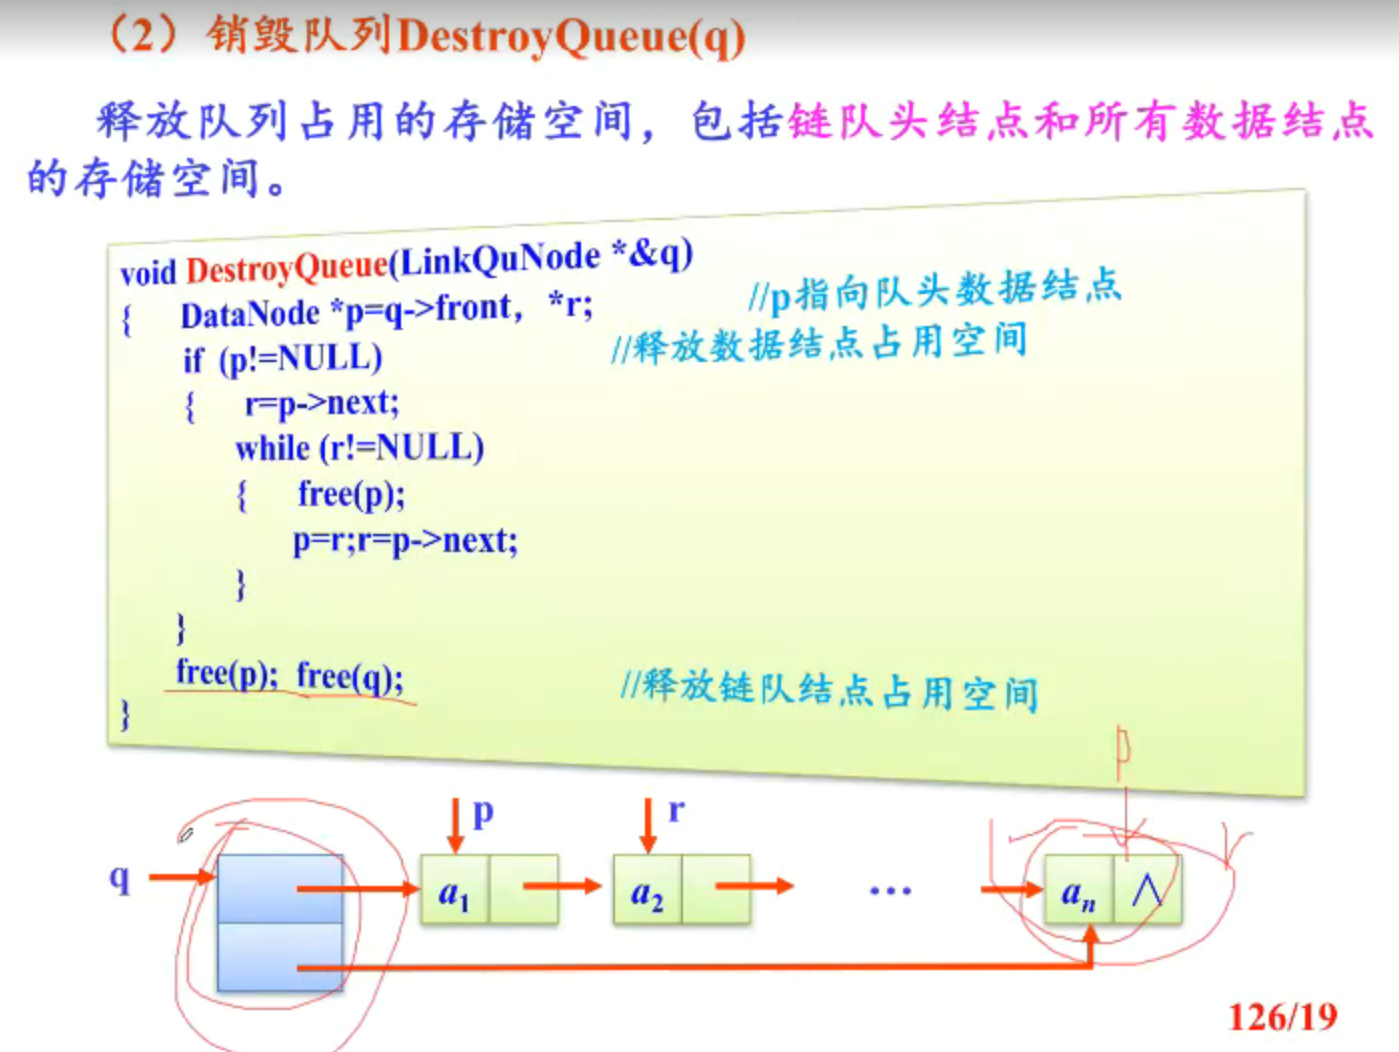 （2）销毁队列DestroyQueue(q)
释放队列占用的存储空间，包括链队头结点和所有数据结点
的存储空间。
void DestroyQueue(LinkQuNode *&q)
{ DataNode *p=q->front，*r; //p指向队头数据结点
if (p!=NULL) //释放数据结点占用空间
{ r=p->next;
while (r!=NULL)
{ free(p);
p=r;r=p->next;
}
}
free(p); free(q); //释放链队结点占用空间
}
p
p r
q a1 a2 … an ∧
126/19